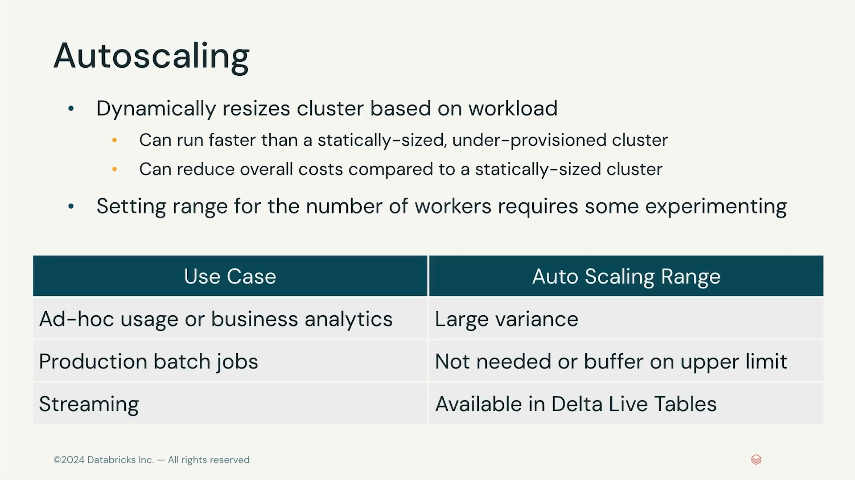 Autoscaling
• Dynamically resizes cluster based on workload
• Can run faster than a statically-sized, under-provisioned cluster
• Can reduce overall costs compared to a statically-sized cluster
• Setting range for the number of workers requires some experimenting
Use Case Auto Scaling Range
Ad-hoc usage or business analytics Large variance
Production batch jobs Not needed or buffer on upper limit
Streaming Available in Delta Live Tables
©2024 Databricks Inc. — All rights reserved